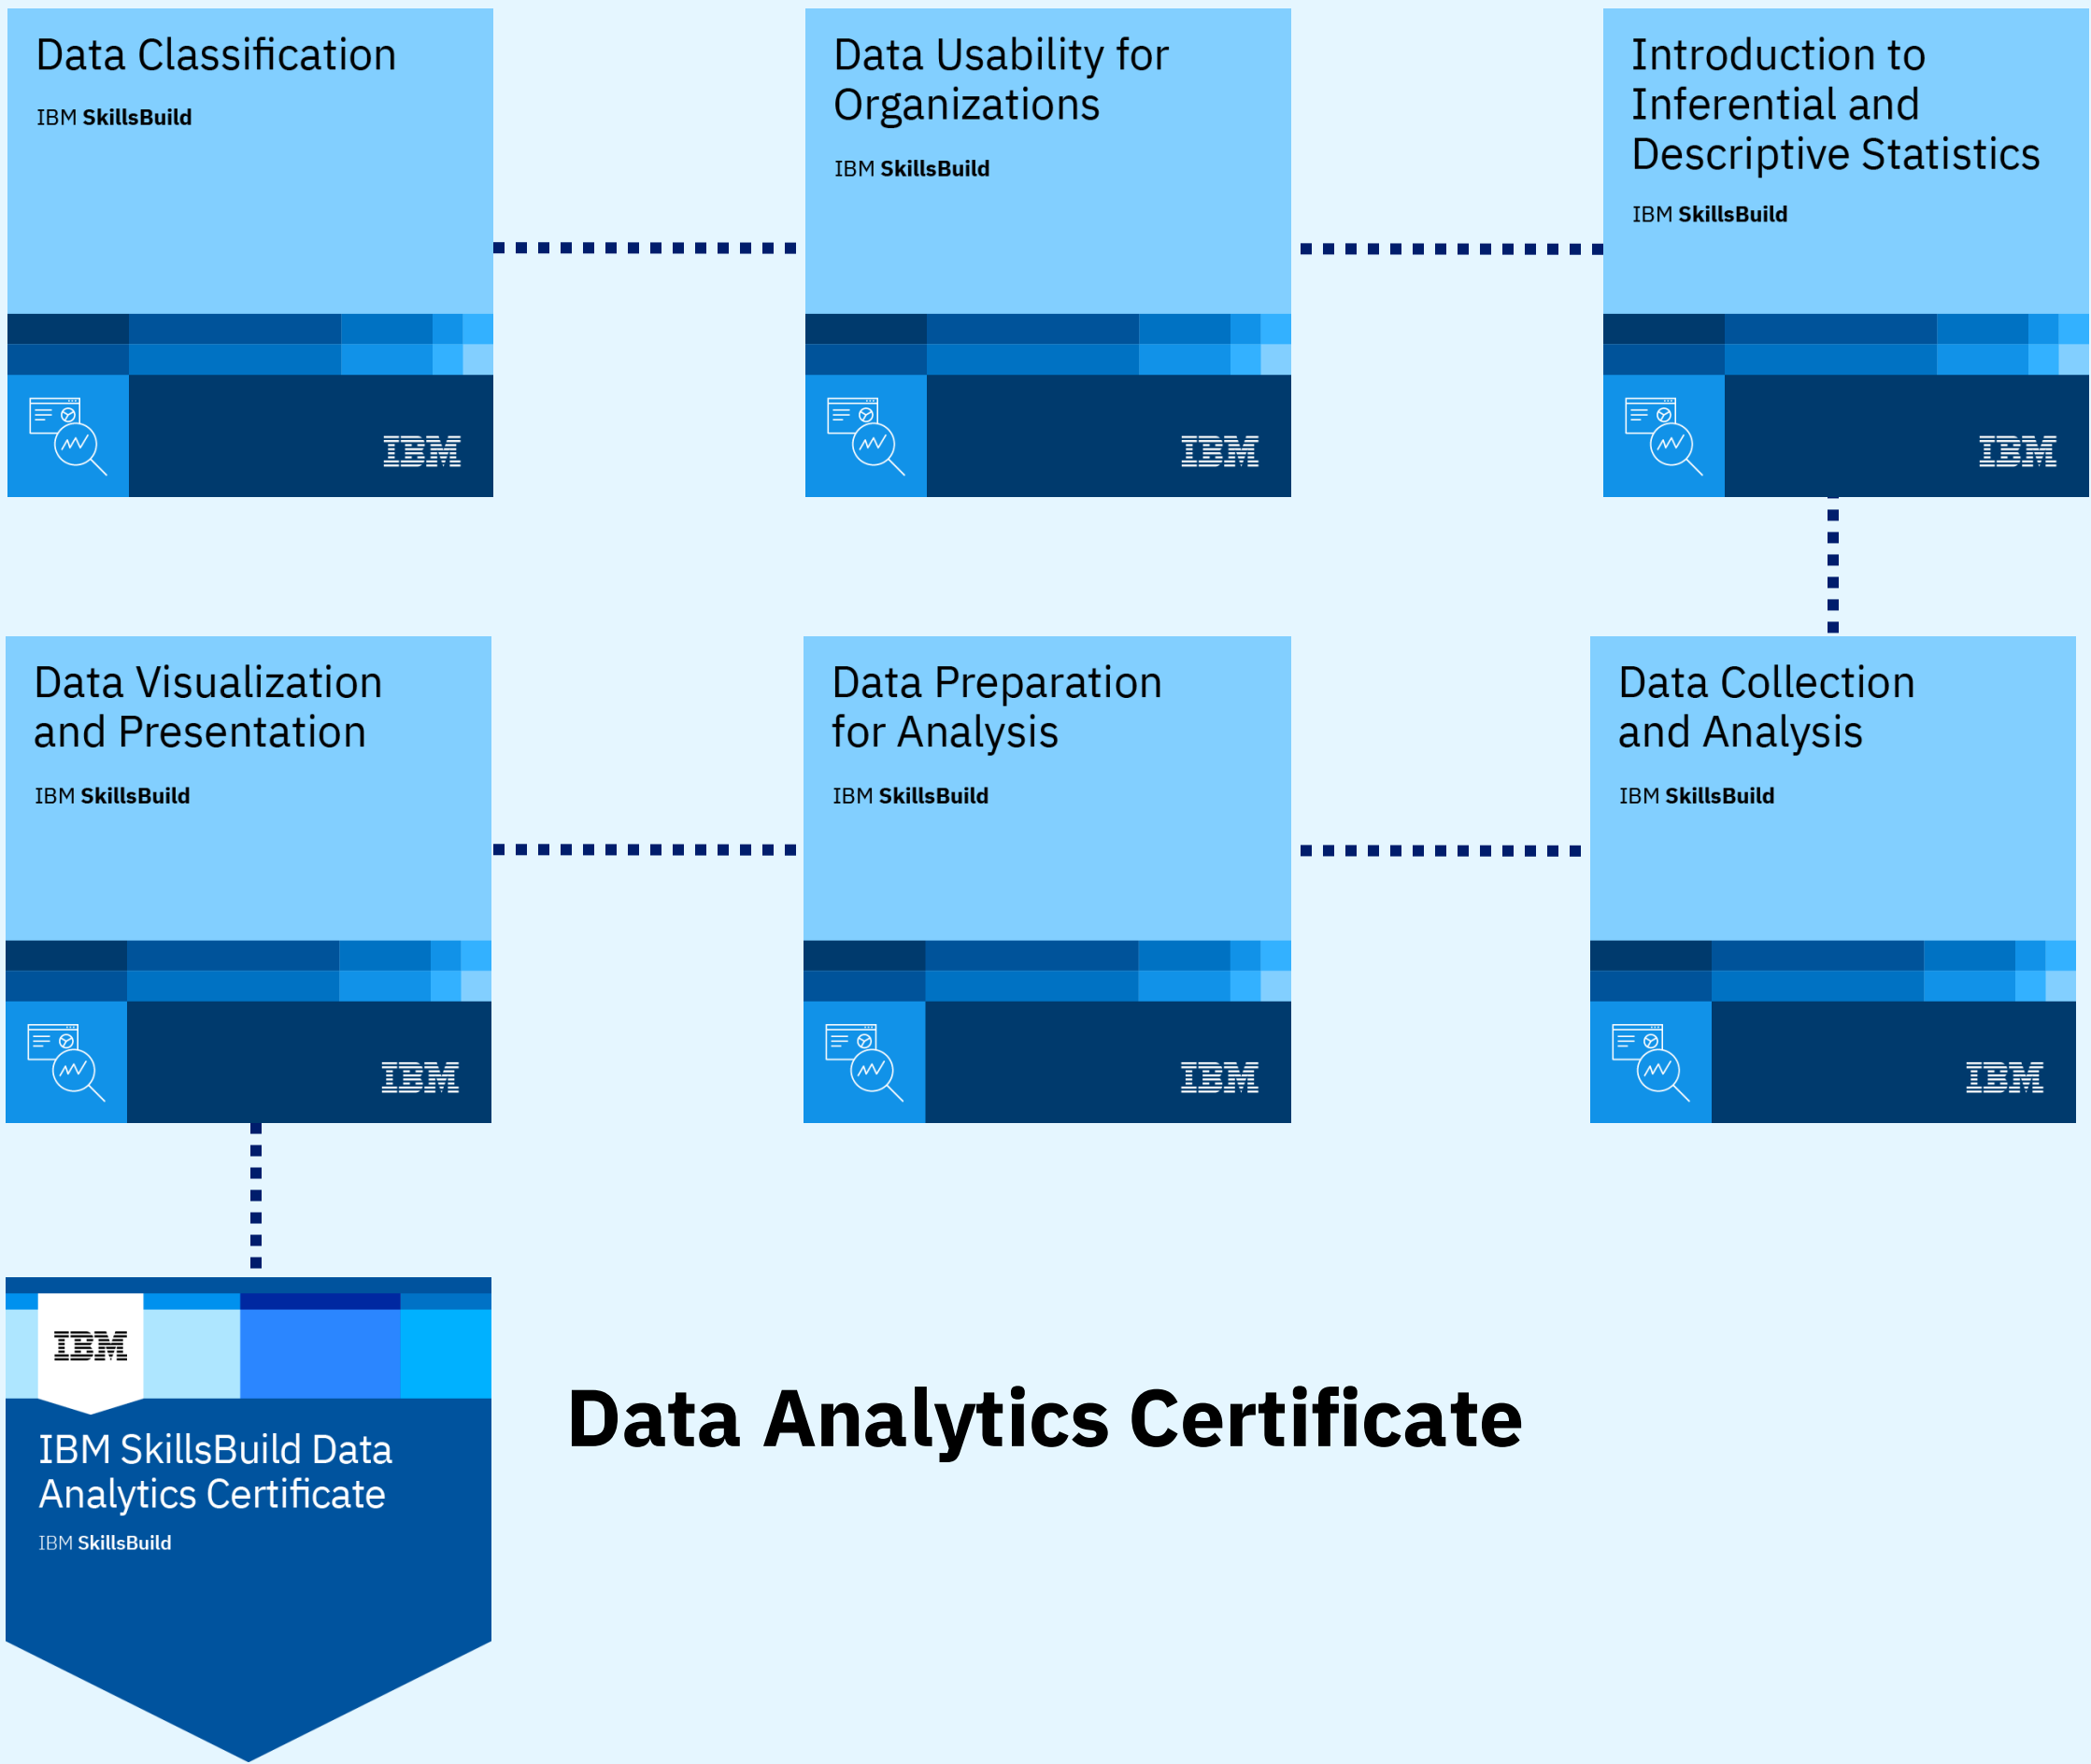 Data Classification
IBM SkillsBuild
IBM
Data Usability for
Organizations
IBM SkillsBuild
IBM
Introduction to
Inferential and
Descriptive Statistics
IBM SkillsBuild
IBM
Data Visualization
and Presentation
IBM SkillsBuild
IBM
Data Preparation
for Analysis
IBM SkillsBuild
IBM
Data Collection
and Analysis
IBM SkillsBuild
IBM
IBM
IBM SkillsBuild Data
Analytics Certificate
IBM SkillsBuild
Data Analytics Certificate